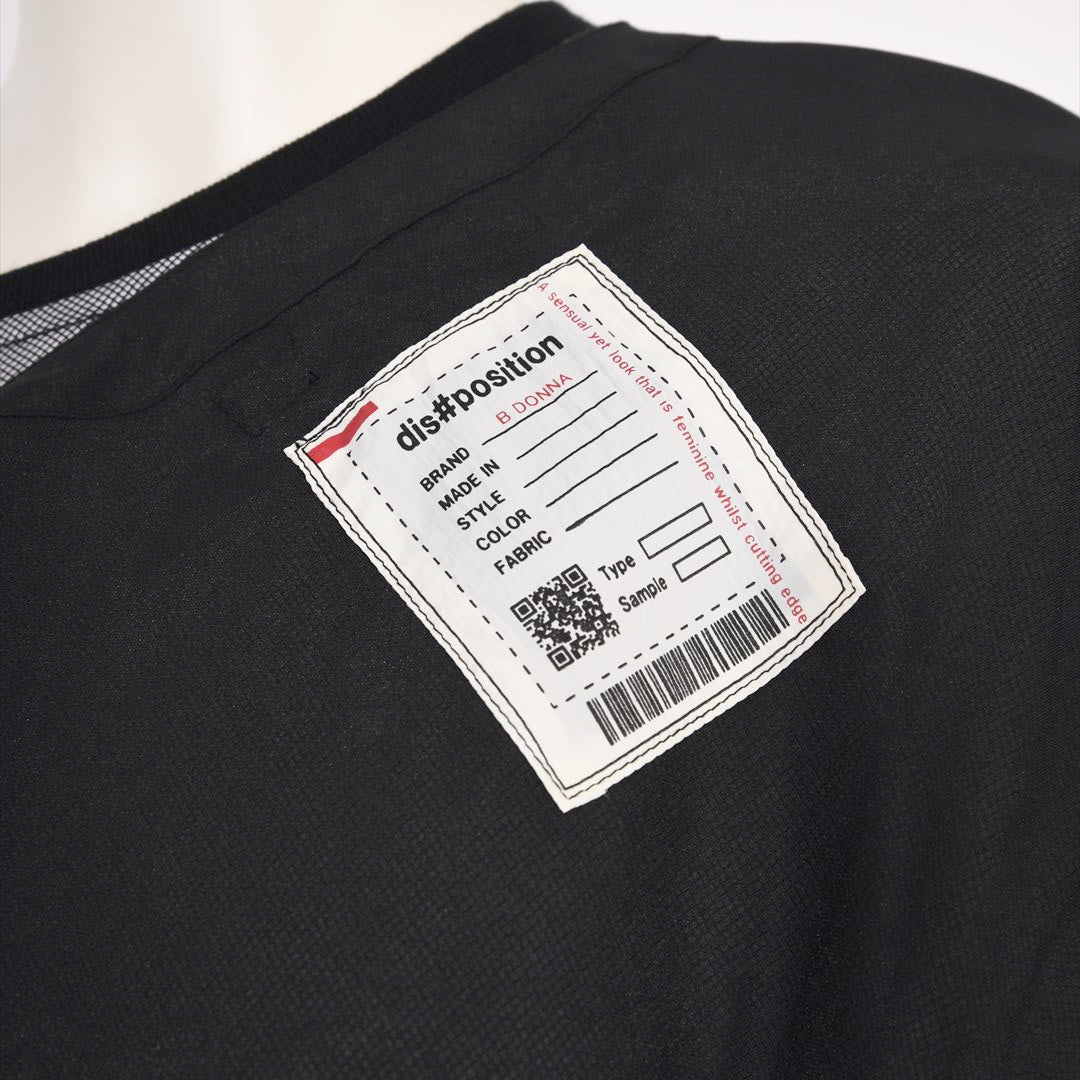 dis#position
BRAND B DONNA
MADE IN
STYLE
COLOR
FABRIC
Type
Sample
A sensual yet look that is feminine whilst cutting edge